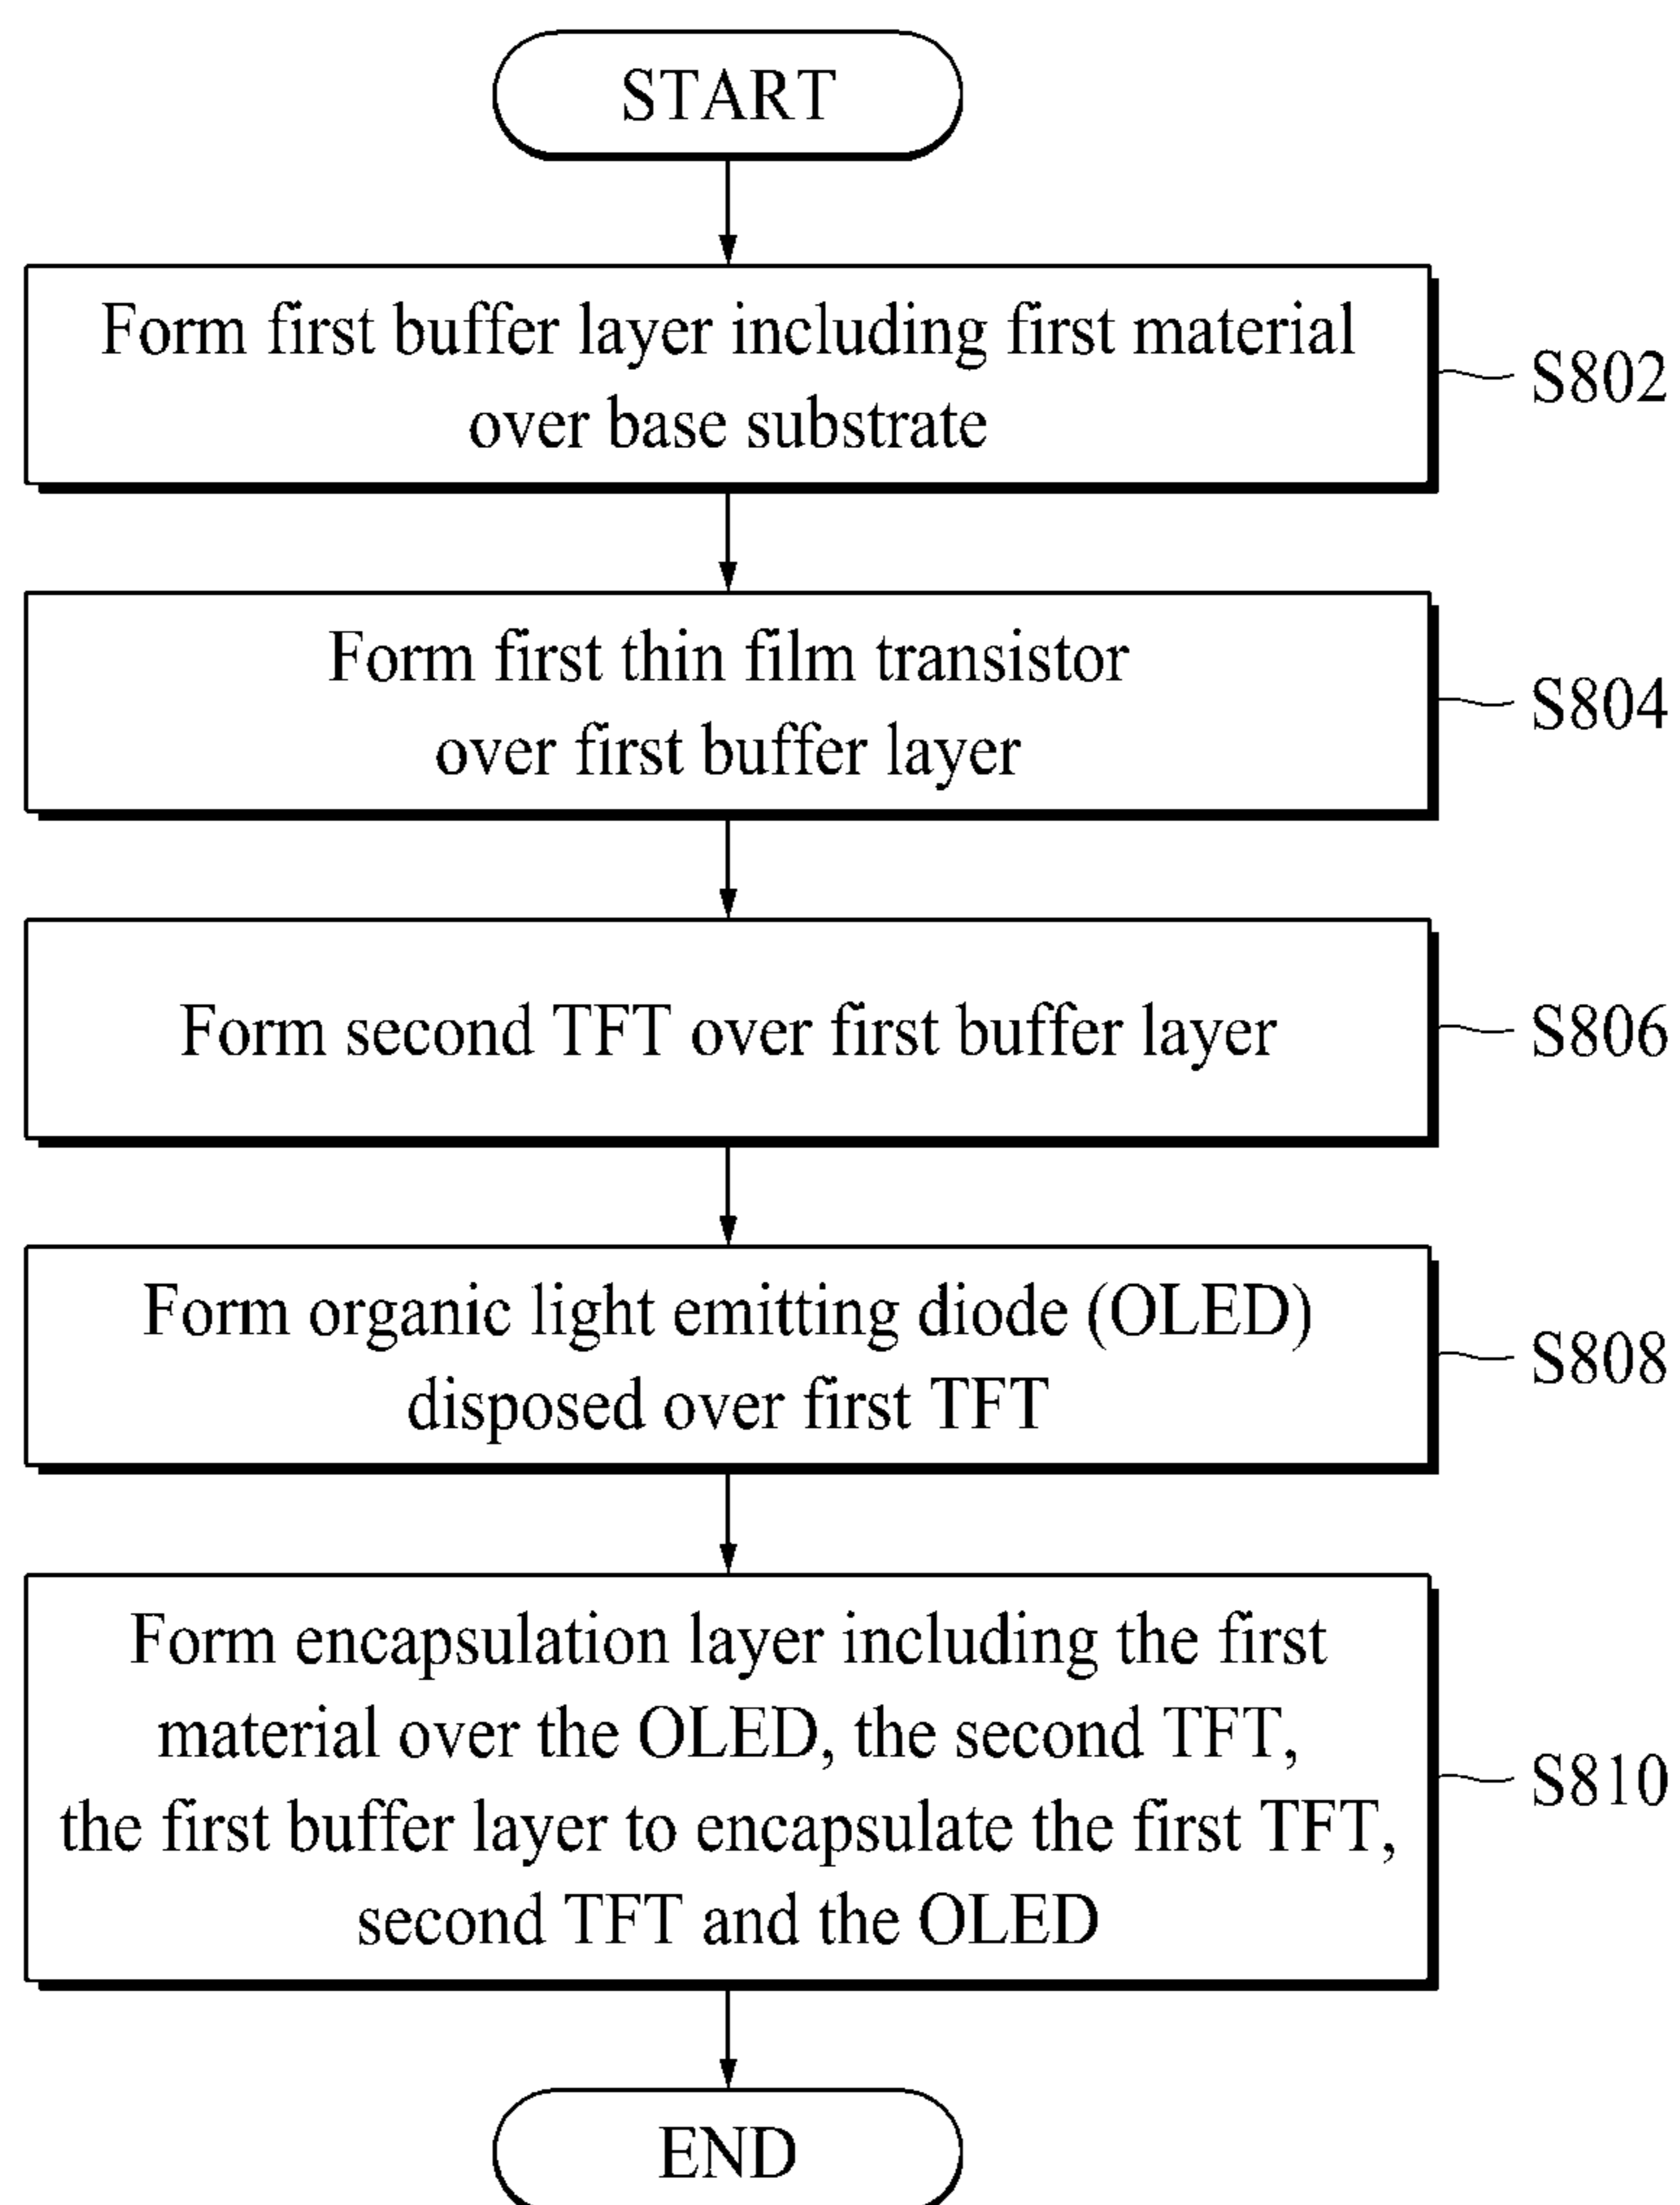 START
Form first buffer layer including first material
over base substrate
S802
Form first thin film transistor
over first buffer layer
S804
Form second TFT over first buffer layer
S806
Form organic light emitting diode (OLED)
disposed over first TFT
S808
Form encapsulation layer including the first
material over the OLED, the second TFT,
the first buffer layer to encapsulate the first TFT,
second TFT and the OLED
S810
END